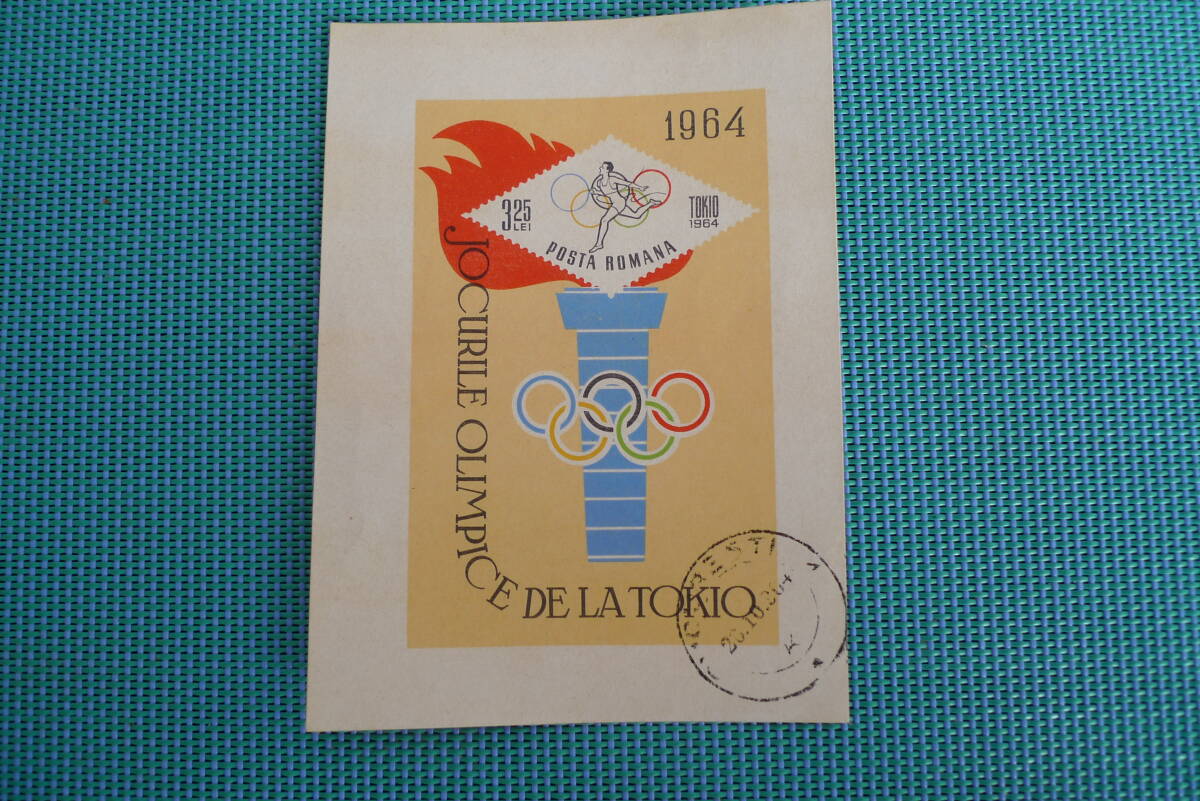 1964
3 25
LEI
TOKIO
1964
POSTA ROMANA
JOCURILE OLIMPICE DE LA TOKIO